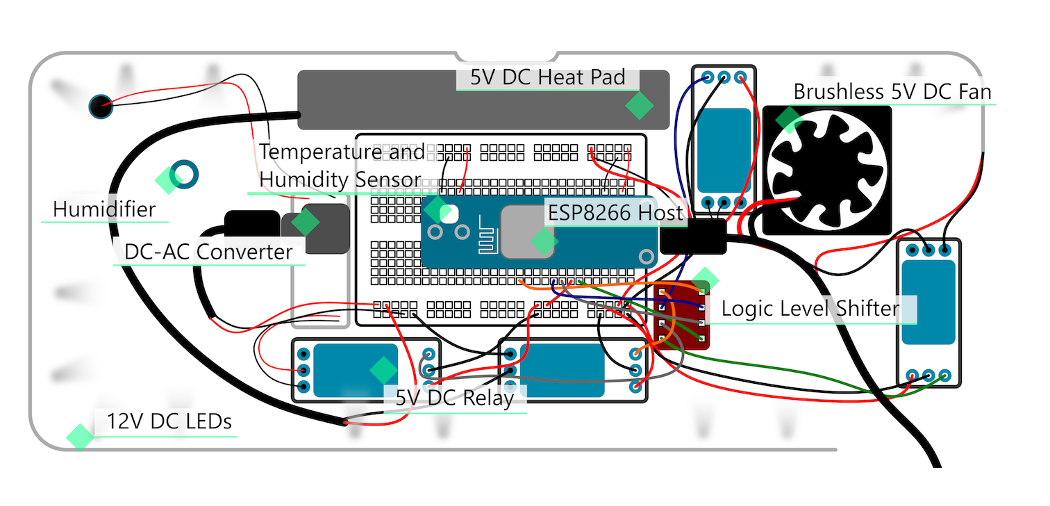 5V DC Heat Pad
Brushless 5V DC Fan
Temperature and
Humidity Sensor
Humidifier
ESP8266 Host
DC-AC Converter
Logic Level Shifter
5V DC Relay
12V DC LEDs